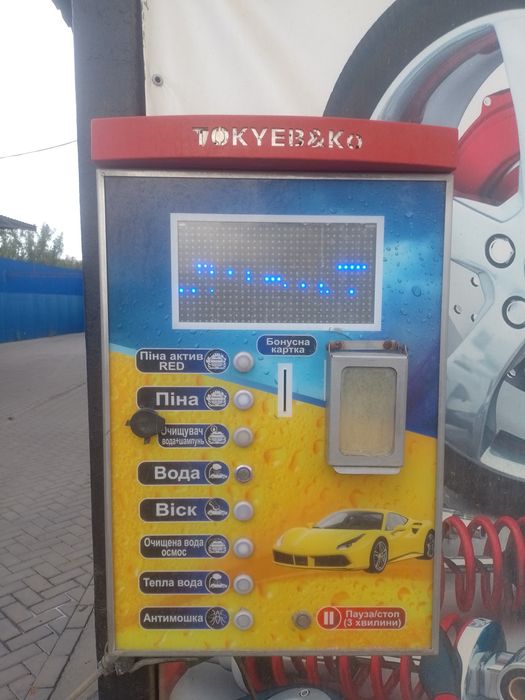 TOKYEB&Ko
Бонусна
картка
Піна актив
RED
Піна
Очищувач
вода+шампунь
Вода
Віск
Очищена вода
осмос
Тепла вода
Антимошка
Пауза/стоп
(3 хвилини)